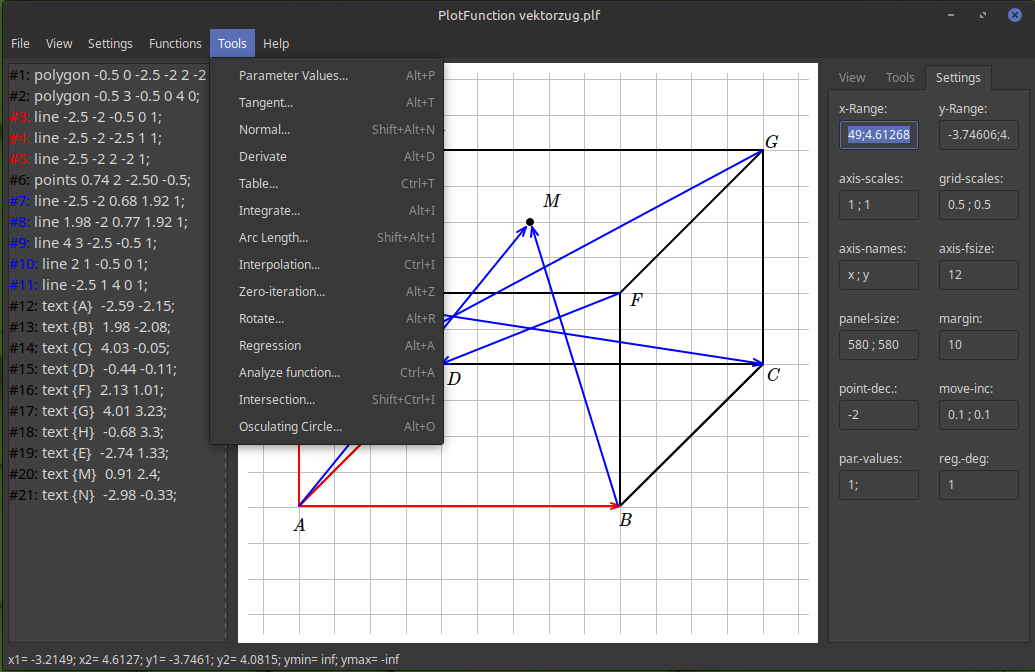 PlotFunction vektorzug.plf
File View Settings Functions Tools Help
#1: polygon -0.5 0 -2.5 -2 2 -2
#2: polygon -0.5 3 -0.5 0 4 0;
#3: line -2.5 -2 -0.5 0 1;
#4: line -2.5 -2 -2.5 1 1;
#5: line -2.5 -2 2 -2 1;
#6: points 0.74 2 -2.50 -0.5;
#7: line -2.5 -2 0.68 1.92 1;
#8: line 1.98 -2 0.77 1.92 1;
#9: line 4 3 -2.5 -0.5 1;
#10: line 2 1 -0.5 0 1;
#11: line -2.5 1 4 0 1;
#12: text {A} -2.59 -2.15;
#13: text {B} 1.98 -2.08;
#14: text {C} 4.03 -0.05;
#15: text {D} -0.44 -0.11;
#16: text {F} 2.13 1.01;
#17: text {G} 4.01 3.23;
#18: text {H} -0.68 3.3;
#19: text {E} -2.74 1.33;
#20: text {M} 0.91 2.4;
#21: text {N} -2.98 -0.33;
Parameter Values... Alt+P
Tangent... Alt+T
Normal... Shift+Alt+N
Derivate Alt+D
Table... Ctrl+T
Integrate... Alt+I
Arc Length... Shift+Alt+I
Interpolation... Ctrl+I
Zero-iteration... Alt+Z
Rotate... Alt+R
Regression Alt+A
Analyze function... Ctrl+A
Intersection... Shift+Ctrl+I
Osculating Circle... Alt+O
G
M
F
D
C
A
B
View Tools Settings
x-Range: y-Range:
49;4.61268 -3.74606;4.
axis-scales: grid-scales:
1 ; 1 0.5 ; 0.5
axis-names: axis-fsize:
x ; y 12
panel-size: margin:
580 ; 580 10
point-dec.: move-inc:
-2 0.1 ; 0.1
par.-values: reg.-deg:
1; 1
x1= -3.2149; x2= 4.6127; y1= -3.7461; y2= 4.0815; ymin= inf; ymax= -inf